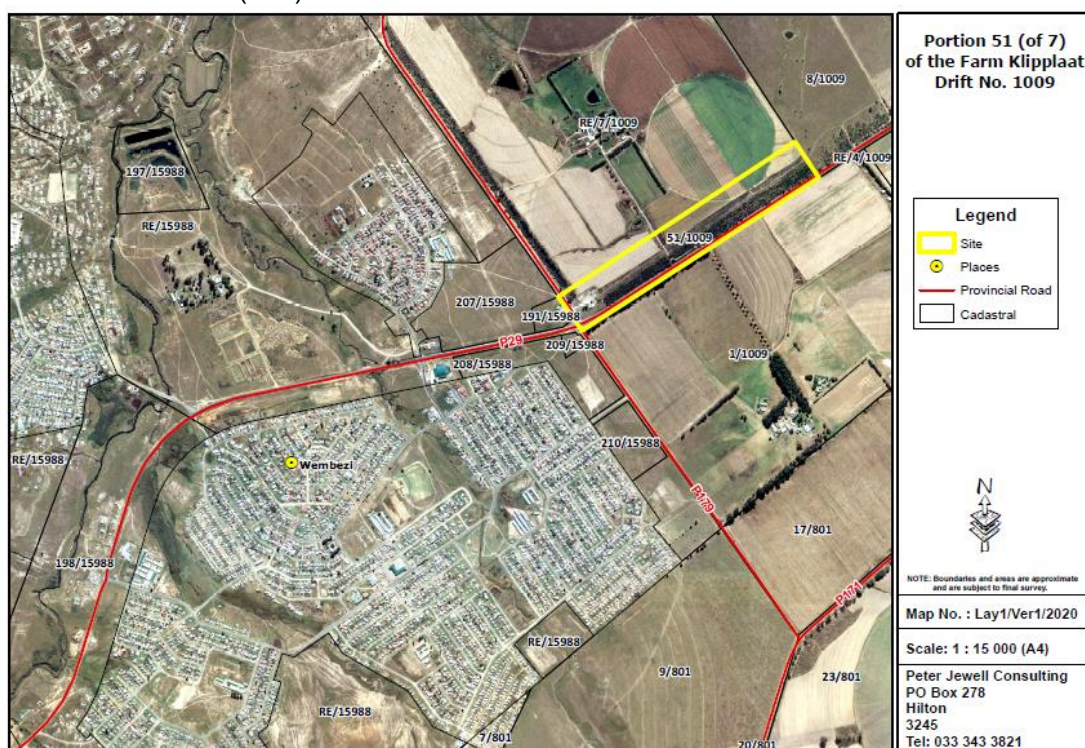 Portion 51 (of 7)
of the Farm Klipplaat
Drift No. 1009
8/1009
RE/7/1009
RE/4/1009
197/15988
RE/15988
51/1009
207/15988
191/15988
P29
209/15988
208/15988
1/1009
210/15988
RE/15988
Wembezi
P179
17/801
198/15988
P171
RE/15988
9/801
23/801
RE/15988
7/801
20/801
Legend
Site
Places
Provincial Road
Cadastral
N
NOTE: Boundaries and areas are approximate
and are subject to final survey.
Map No. : Lay1/Ver1/2020
Scale: 1 : 15 000 (A4)
Peter Jewell Consulting
PO Box 278
Hilton
3245
Tel: 033 343 3821